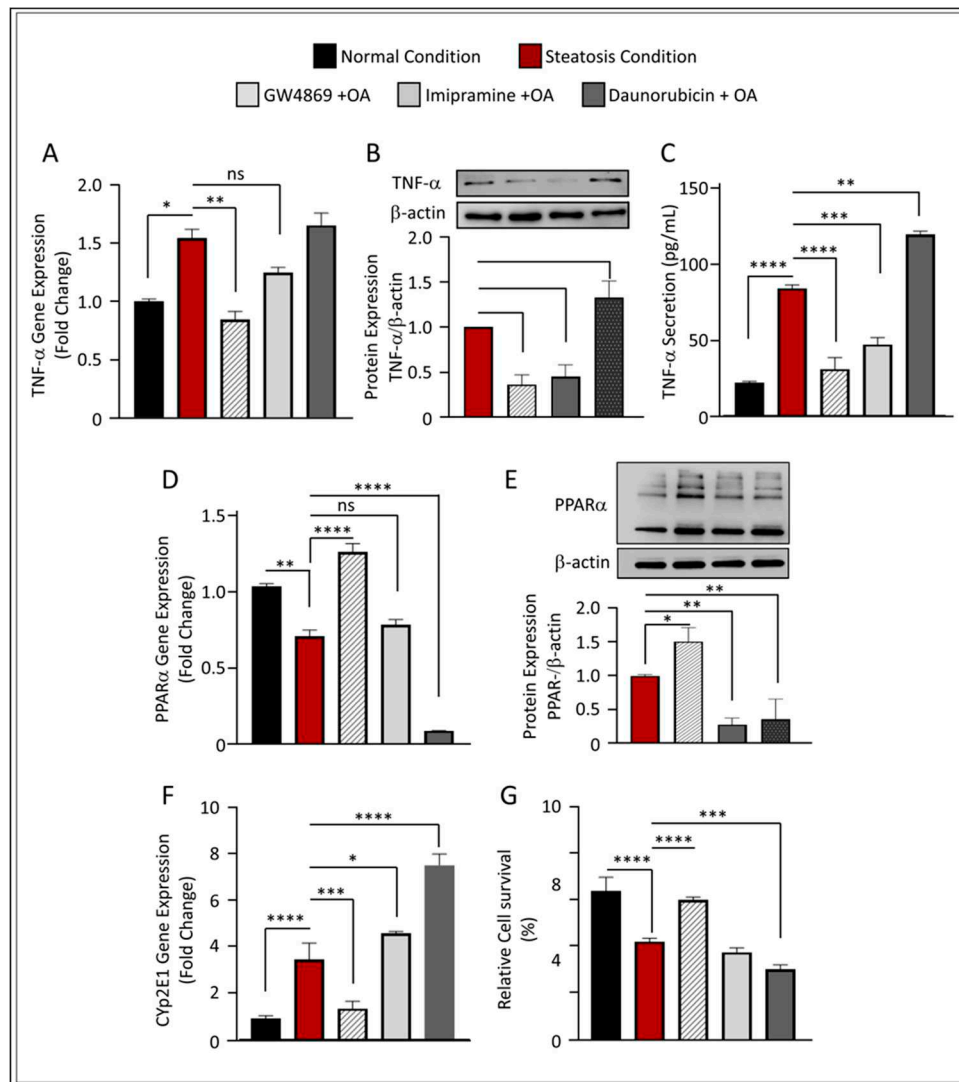 Normal Condition Steatosis Condition
GW4869 +OA Imipramine +OA Daunorubicin + OA
A
TNF-α Gene Expression
(Fold Change)
2.0
1.5
1.0
0.5
0
*
**
ns
B
TNF-α
β-actin
Protein Expression
TNF-α/β-actin
2.0
1.5
1.0
0.5
0
C
TNF-α Secretion (pg/mL)
150
100
50
0
****
****
***
**
D
PPARα Gene Expression
(Fold Change)
1.5
1.0
0.5
0
**
****
ns
****
E
PPARα
β-actin
Protein Expression
PPAR-/β-actin
2.0
1.5
1.0
0.5
0
*
**
**
F
CYp2E1 Gene Expression
(Fold Change)
10
8
6
4
2
0
****
***
*
****
G
Relative Cell survival
(%)
10
8
4
0
****
****
***